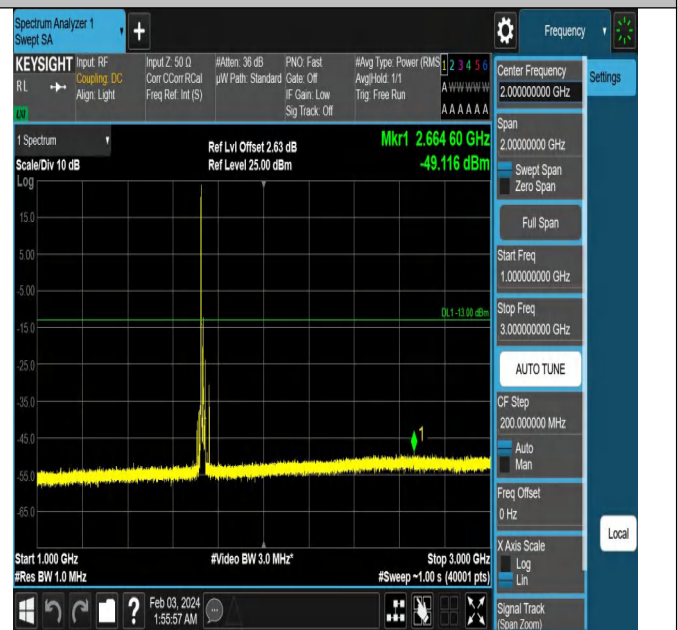 Spectrum Analyzer 1
Swept SA
+
Frequency
KEYSIGHT
RL
Input: RF
Coupling: DC
Align: Light
Input Z: 50 Ω
Corr CCorr RCal
Freq Ref: Int (S)
#Atten: 36 dB
µW Path: Standard
PNO: Fast
Gate: Off
IF Gain: Low
Sig Track: Off
#Avg Type: Power (RMS
Avg|Hold: 1/1
Trig: Free Run
1 2 3 4 5 6
A W W W W W
A A A A A A
1 Spectrum
Scale/Div 10 dB
Log
Ref Lvl Offset 2.63 dB
Ref Level 25.00 dBm
Mkr1 2.664 60 GHz
-49.116 dBm
15.0
5.00
-5.00
-15.0
-25.0
-35.0
-45.0
-55.0
-65.0
DL1 -13.00 dBm
1
Start 1.000 GHz
#Res BW 1.0 MHz
#Video BW 3.0 MHz*
Stop 3.000 GHz
#Sweep ~1.00 s (40001 pts)
Feb 03, 2024
1:55:57 AM
Center Frequency
2.000000000 GHz
Settings
Span
2.00000000 GHz
Swept Span
Zero Span
Full Span
Start Freq
1.000000000 GHz
Stop Freq
3.000000000 GHz
AUTO TUNE
CF Step
200.000000 MHz
Auto
Man
Freq Offset
0 Hz
X Axis Scale
Log
Lin
Local
Signal Track
(Span Zoom)